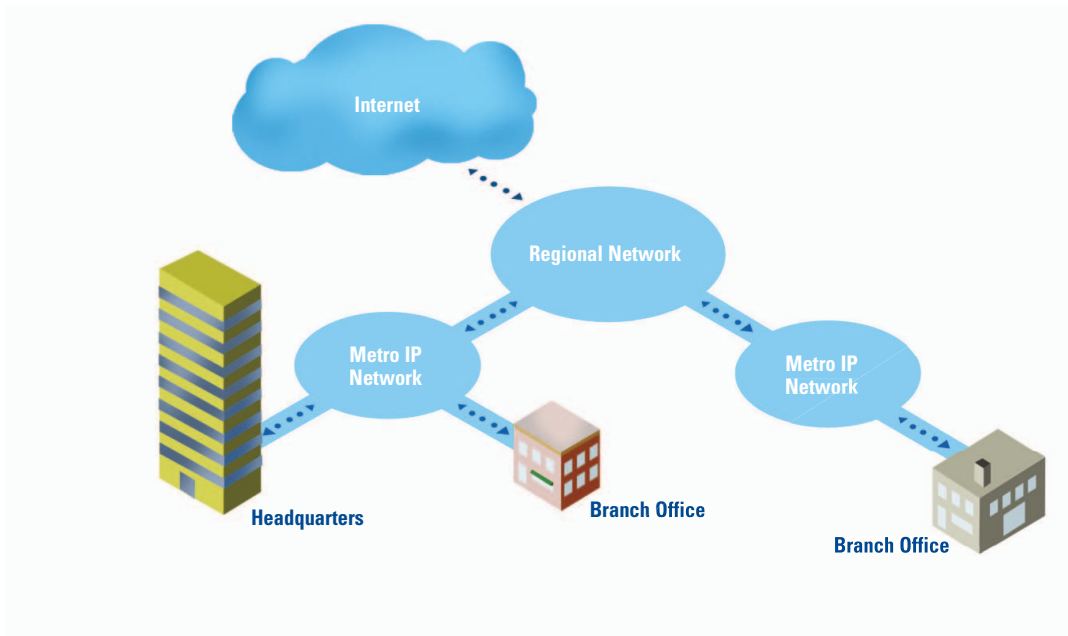 Internet
Regional Network
Metro IP
Network
Metro IP
Network
Headquarters
Branch Office
Branch Office